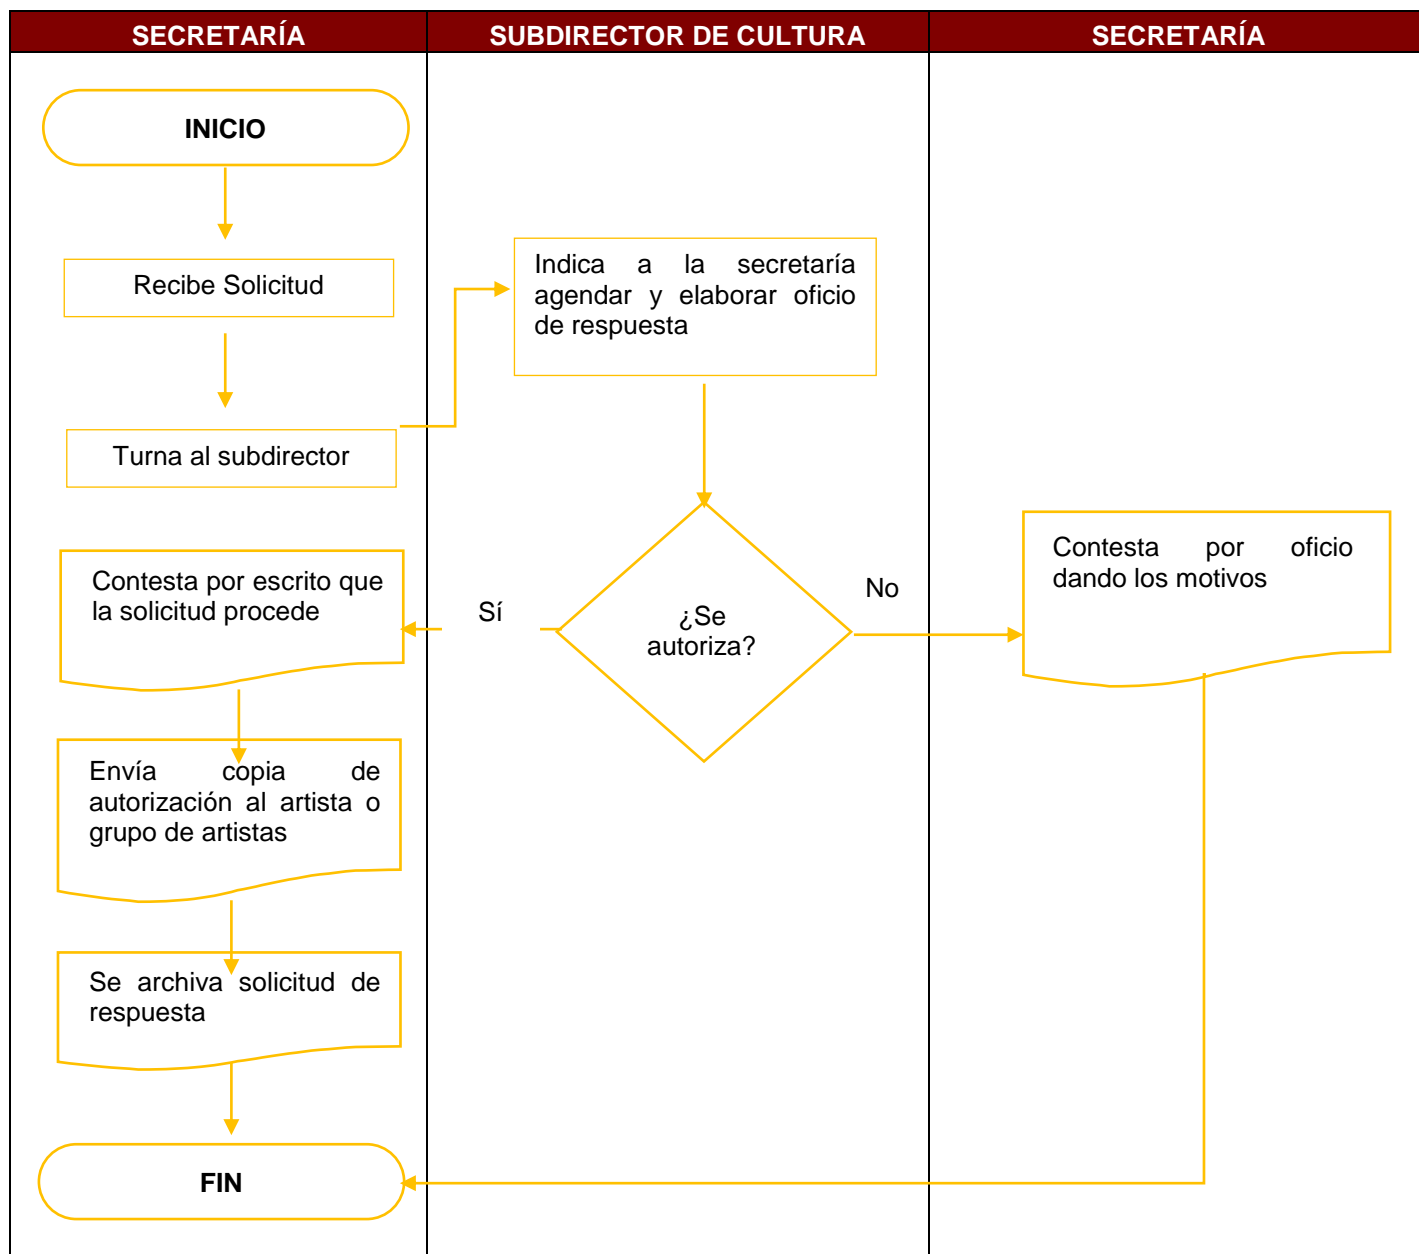 SECRETARÍA
SUBDIRECTOR DE CULTURA
SECRETARÍA
INICIO
Recibe Solicitud
Turna al subdirector
Indica a la secretaría
agendar y elaborar oficio
de respuesta
¿Se
autoriza?
Sí
No
Contesta por escrito que
la solicitud procede
Envía copia de
autorización al artista o
grupo de artistas
Se archiva solicitud de
respuesta
Contesta por oficio
dando los motivos
FIN